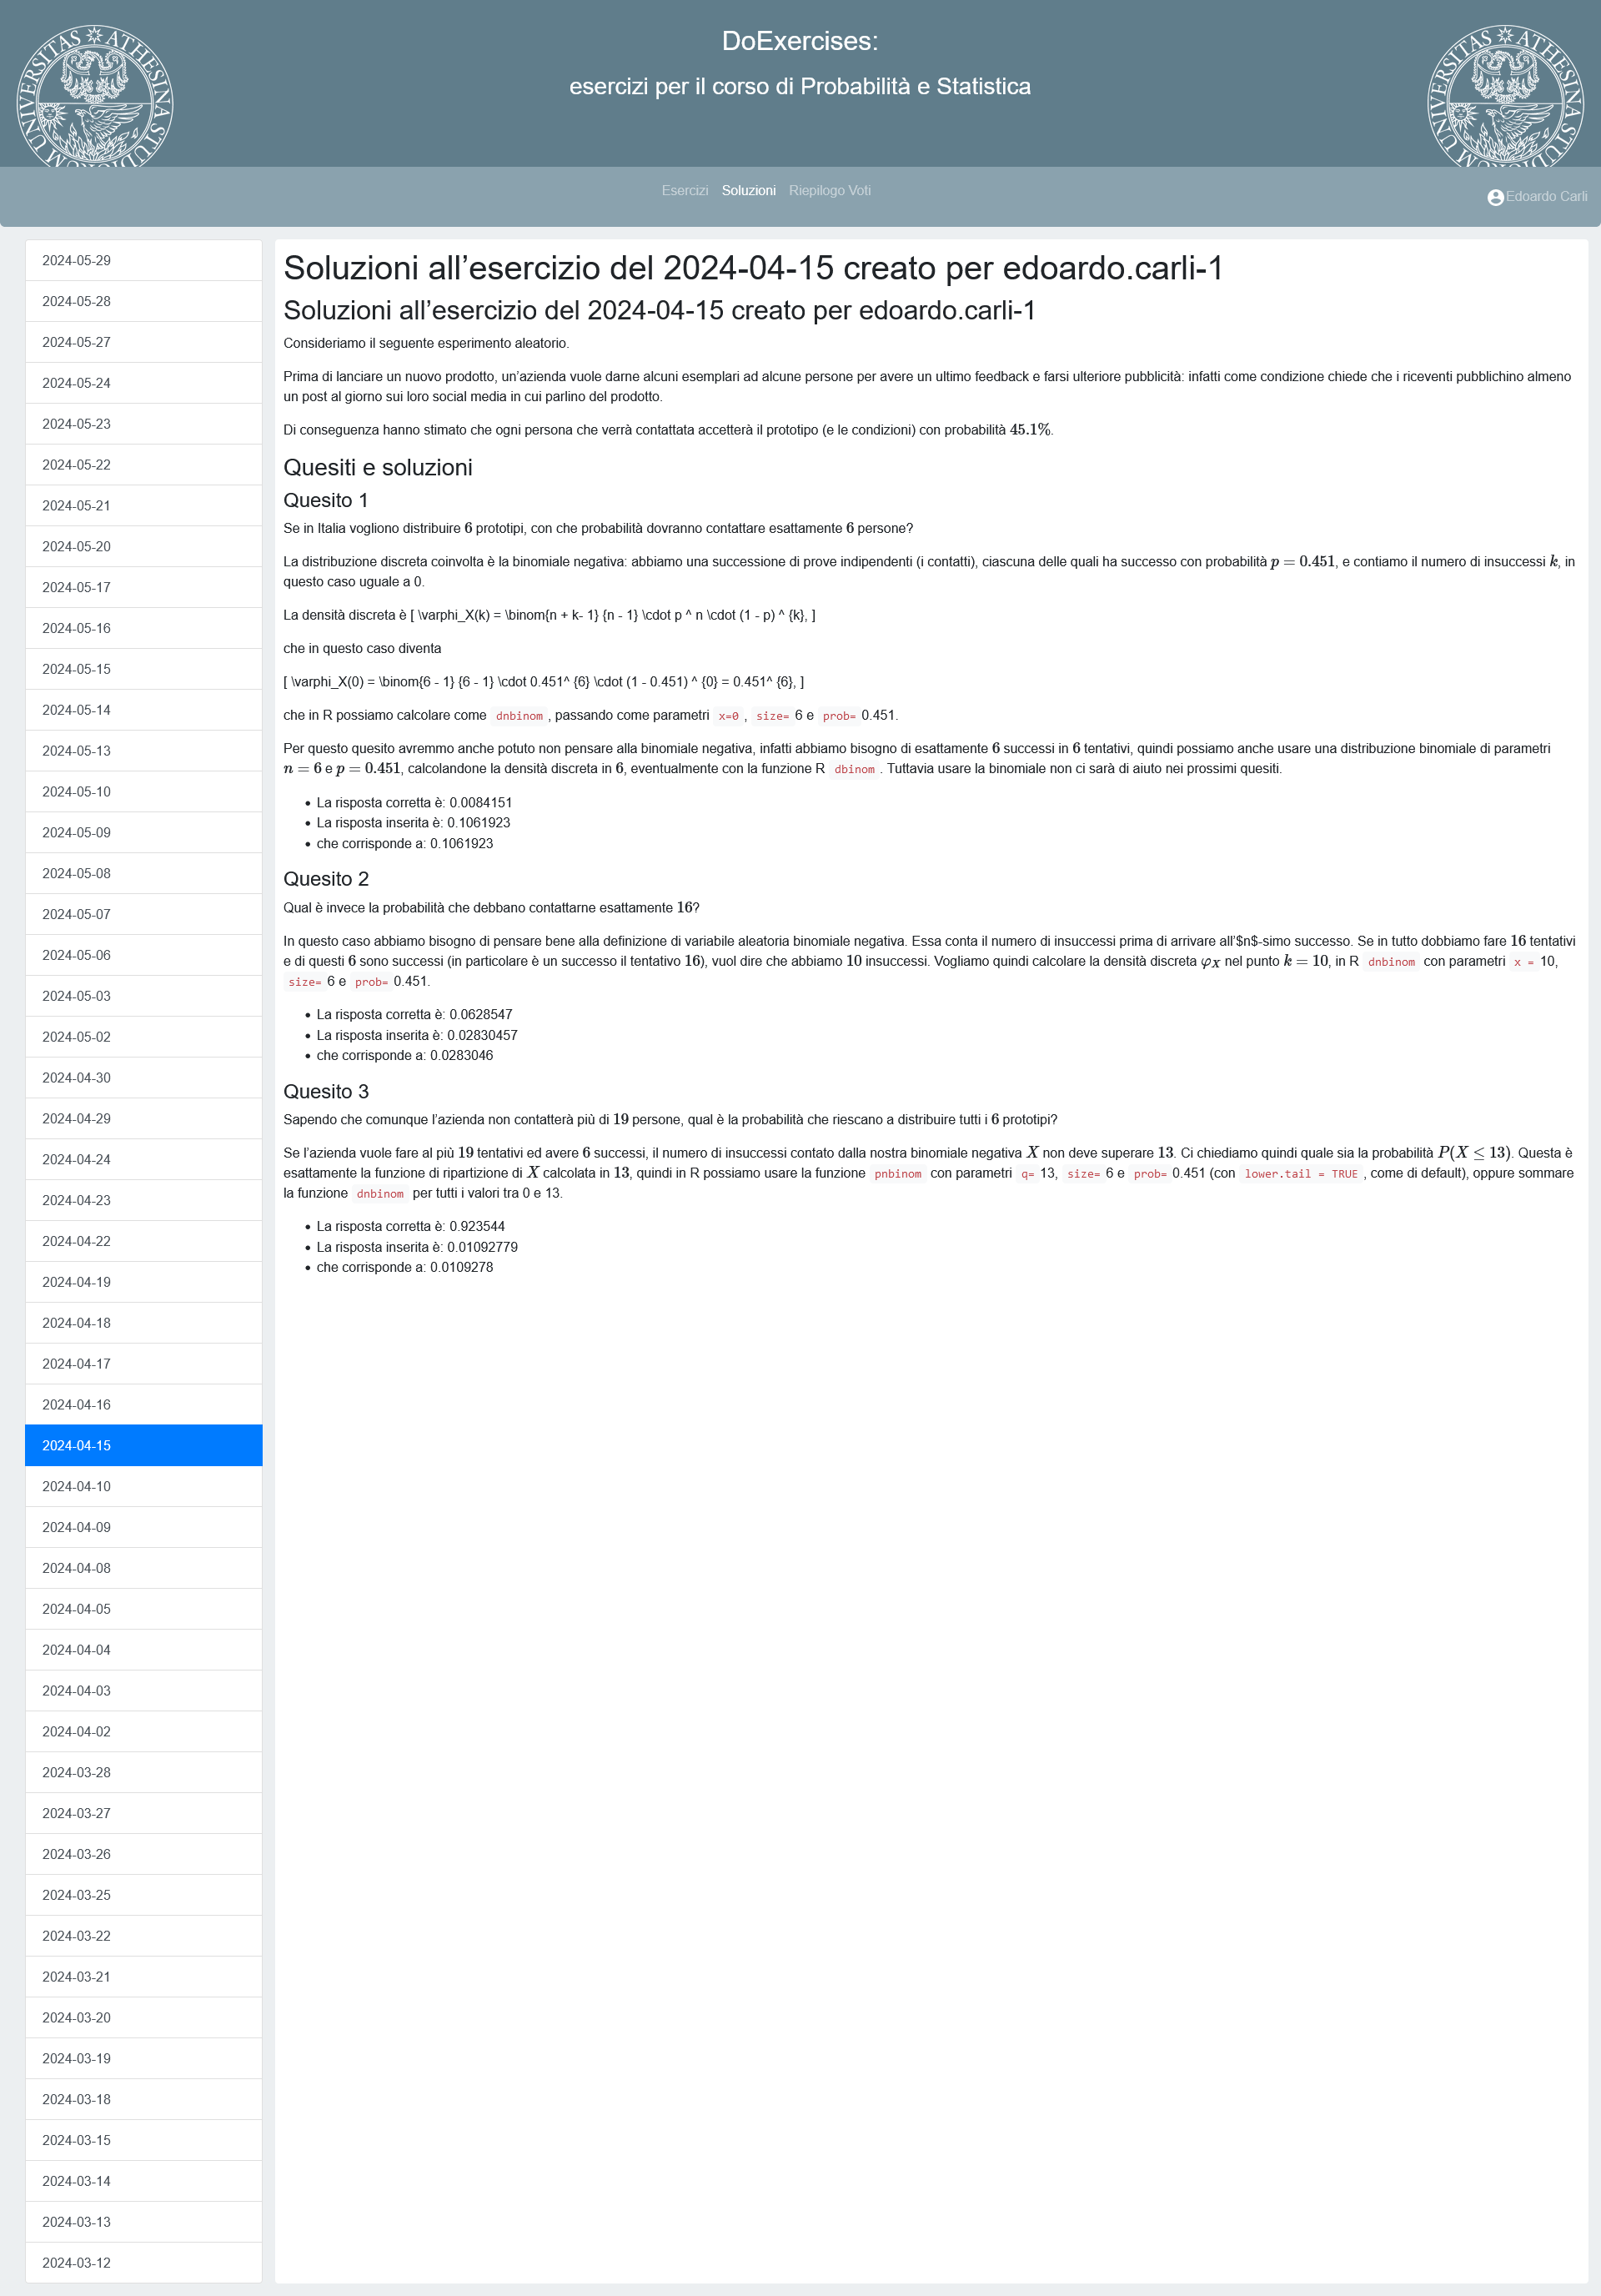 UNIVERSITAS ATHESINA STUDIORUM
DoExercises:
esercizi per il corso di Probabilità e Statistica
UNIVERSITAS ATHESINA STUDIORUM
Esercizi Soluzioni Riepilogo Voti
Edoardo Carli
2024-05-29
2024-05-28
2024-05-27
2024-05-24
2024-05-23
2024-05-22
2024-05-21
2024-05-20
2024-05-17
2024-05-16
2024-05-15
2024-05-14
2024-05-13
2024-05-10
2024-05-09
2024-05-08
2024-05-07
2024-05-06
2024-05-03
2024-05-02
2024-04-30
2024-04-29
2024-04-24
2024-04-23
2024-04-22
2024-04-19
2024-04-18
2024-04-17
2024-04-16
2024-04-15
2024-04-10
2024-04-09
2024-04-08
2024-04-05
2024-04-04
2024-04-03
2024-04-02
2024-03-28
2024-03-27
2024-03-26
2024-03-25
2024-03-22
2024-03-21
2024-03-20
2024-03-19
2024-03-18
2024-03-15
2024-03-14
2024-03-13
2024-03-12
Soluzioni all’esercizio del 2024-04-15 creato per edoardo.carli-1
Soluzioni all’esercizio del 2024-04-15 creato per edoardo.carli-1
Consideriamo il seguente esperimento aleatorio.
Prima di lanciare un nuovo prodotto, un’azienda vuole darne alcuni esemplari ad alcune persone per avere un ultimo feedback e farsi ulteriore pubblicità: infatti come condizione chiede che i riceventi pubblichino almeno
un post al giorno sui loro social media in cui parlino del prodotto.
Di conseguenza hanno stimato che ogni persona che verrà contattata accetterà il prototipo (e le condizioni) con probabilità 45.1%.
Quesiti e soluzioni
Quesito 1
Se in Italia vogliono distribuire 6 prototipi, con che probabilità dovranno contattare esattamente 6 persone?
La distribuzione discreta coinvolta è la binomiale negativa: abbiamo una successione di prove indipendenti (i contatti), ciascuna delle quali ha successo con probabilità p = 0.451, e contiamo il numero di insuccessi k, in
questo caso uguale a 0.
La densità discreta è [ \varphi_X(k) = \binom{n + k- 1} {n - 1} \cdot p ^ n \cdot (1 - p) ^ {k}, ]
che in questo caso diventa
[ \varphi_X(0) = \binom{6 - 1} {6 - 1} \cdot 0.451^ {6} \cdot (1 - 0.451) ^ {0} = 0.451^ {6}, ]
che in R possiamo calcolare come dnbinom, passando come parametri x=0, size= 6 e prob= 0.451.
Per questo quesito avremmo anche potuto non pensare alla binomiale negativa, infatti abbiamo bisogno di esattamente 6 successi in 6 tentativi, quindi possiamo anche usare una distribuzione binomiale di parametri
n = 6 e p = 0.451, calcolandone la densità discreta in 6, eventualmente con la funzione R dbinom. Tuttavia usare la binomiale non ci sarà di aiuto nei prossimi quesiti.
• La risposta corretta è: 0.0084151
• La risposta inserita è: 0.1061923
• che corrisponde a: 0.1061923
Quesito 2
Qual è invece la probabilità che debbano contattarne esattamente 16?
In questo caso abbiamo bisogno di pensare bene alla definizione di variabile aleatoria binomiale negativa. Essa conta il numero di insuccessi prima di arrivare all’$n$-simo successo. Se in tutto dobbiamo fare 16 tentativi
e di questi 6 sono successi (in particolare è un successo il tentativo 16), vuol dire che abbiamo 10 insuccessi. Vogliamo quindi calcolare la densità discreta φX nel punto k = 10, in R dnbinom con parametri x = 10,
size= 6 e prob= 0.451.
• La risposta corretta è: 0.0628547
• La risposta inserita è: 0.02830457
• che corrisponde a: 0.0283046
Quesito 3
Sapendo che comunque l’azienda non contatterà più di 19 persone, qual è la probabilità che riescano a distribuire tutti i 6 prototipi?
Se l’azienda vuole fare al più 19 tentativi ed avere 6 successi, il numero di insuccessi contato dalla nostra binomiale negativa X non deve superare 13. Ci chiediamo quindi quale sia la probabilità P(X ≤ 13). Questa è
esattamente la funzione di ripartizione di X calcolata in 13, quindi in R possiamo usare la funzione pnbinom con parametri q= 13, size= 6 e prob= 0.451 (con lower.tail = TRUE, come di default), oppure sommare
la funzione dnbinom per tutti i valori tra 0 e 13.
• La risposta corretta è: 0.923544
• La risposta inserita è: 0.01092779
• che corrisponde a: 0.0109278